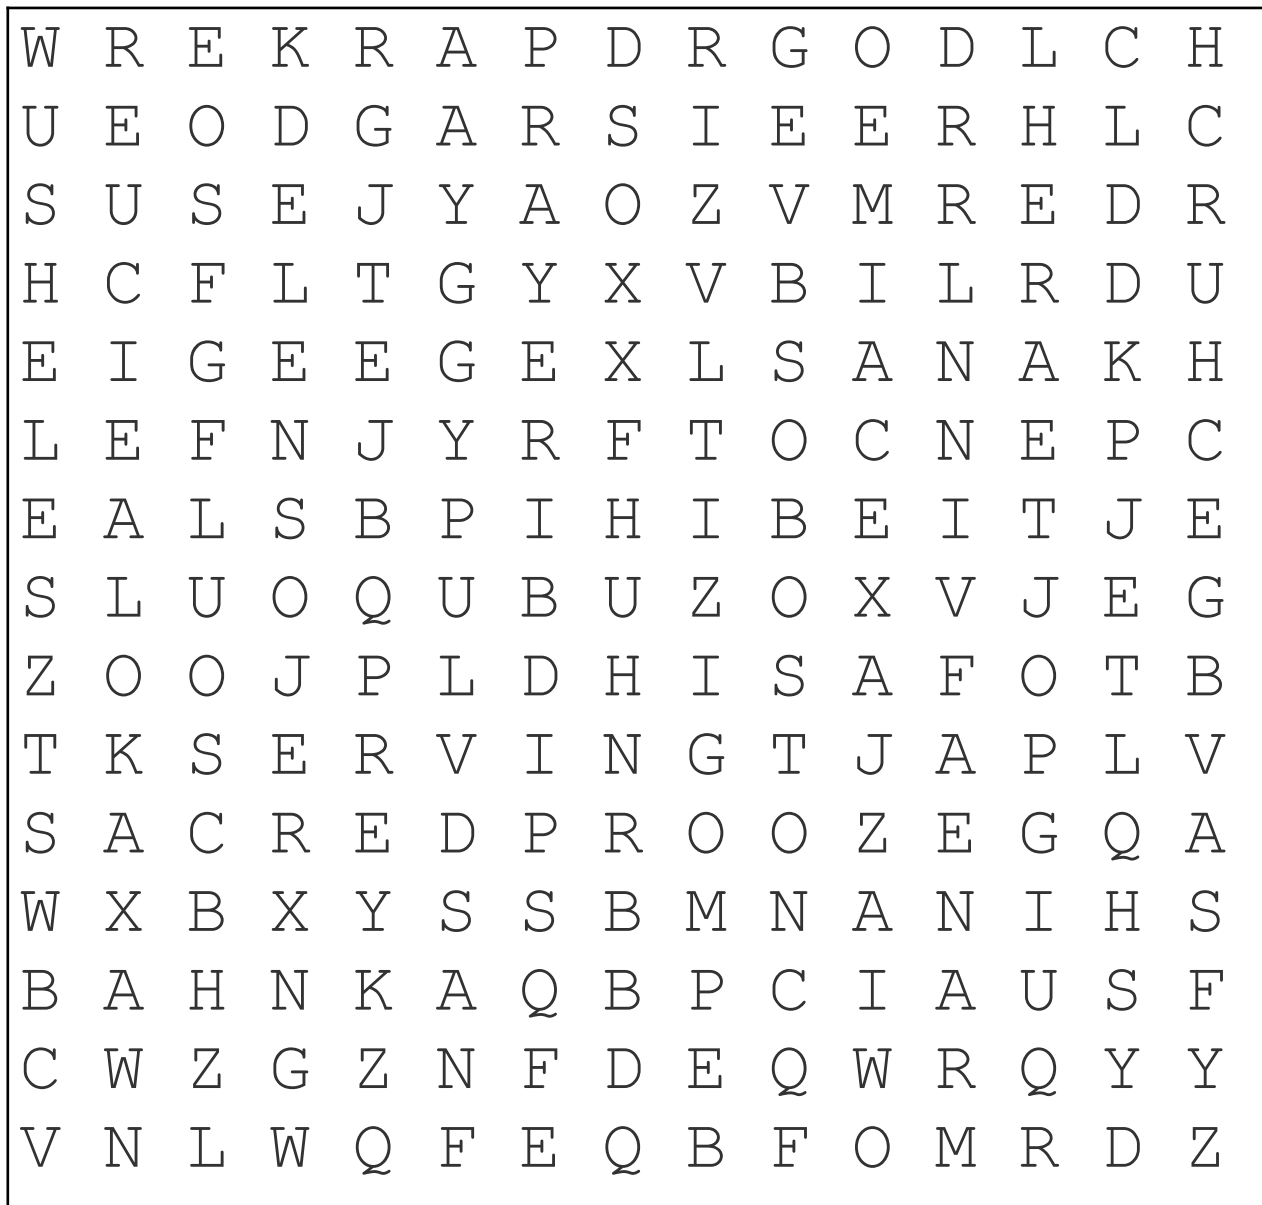 W R E K R A P D R G O D L C H
U E O D G A R S I E E R H L C
S U S E J Y A O Z V M R E D R
H C F L T G Y X V B I L R D U
E I G E E G E X L S A N A K H
L E F N J Y R F T O C N E P C
E A L S B P I H I B E I T J E
S L U O Q U B U Z O X V J E G
Z O O J P L D H I S A F O T B
T K S E R V I N G T J A P L V
S A C R E D P R O O Z E G Q A
W X B X Y S S B M N A N I H S
B A H N K A Q B P C I A U S F
C W Z G Z N F D E Q W R Q Y Y
V N L W Q F E Q B F O M R D Z